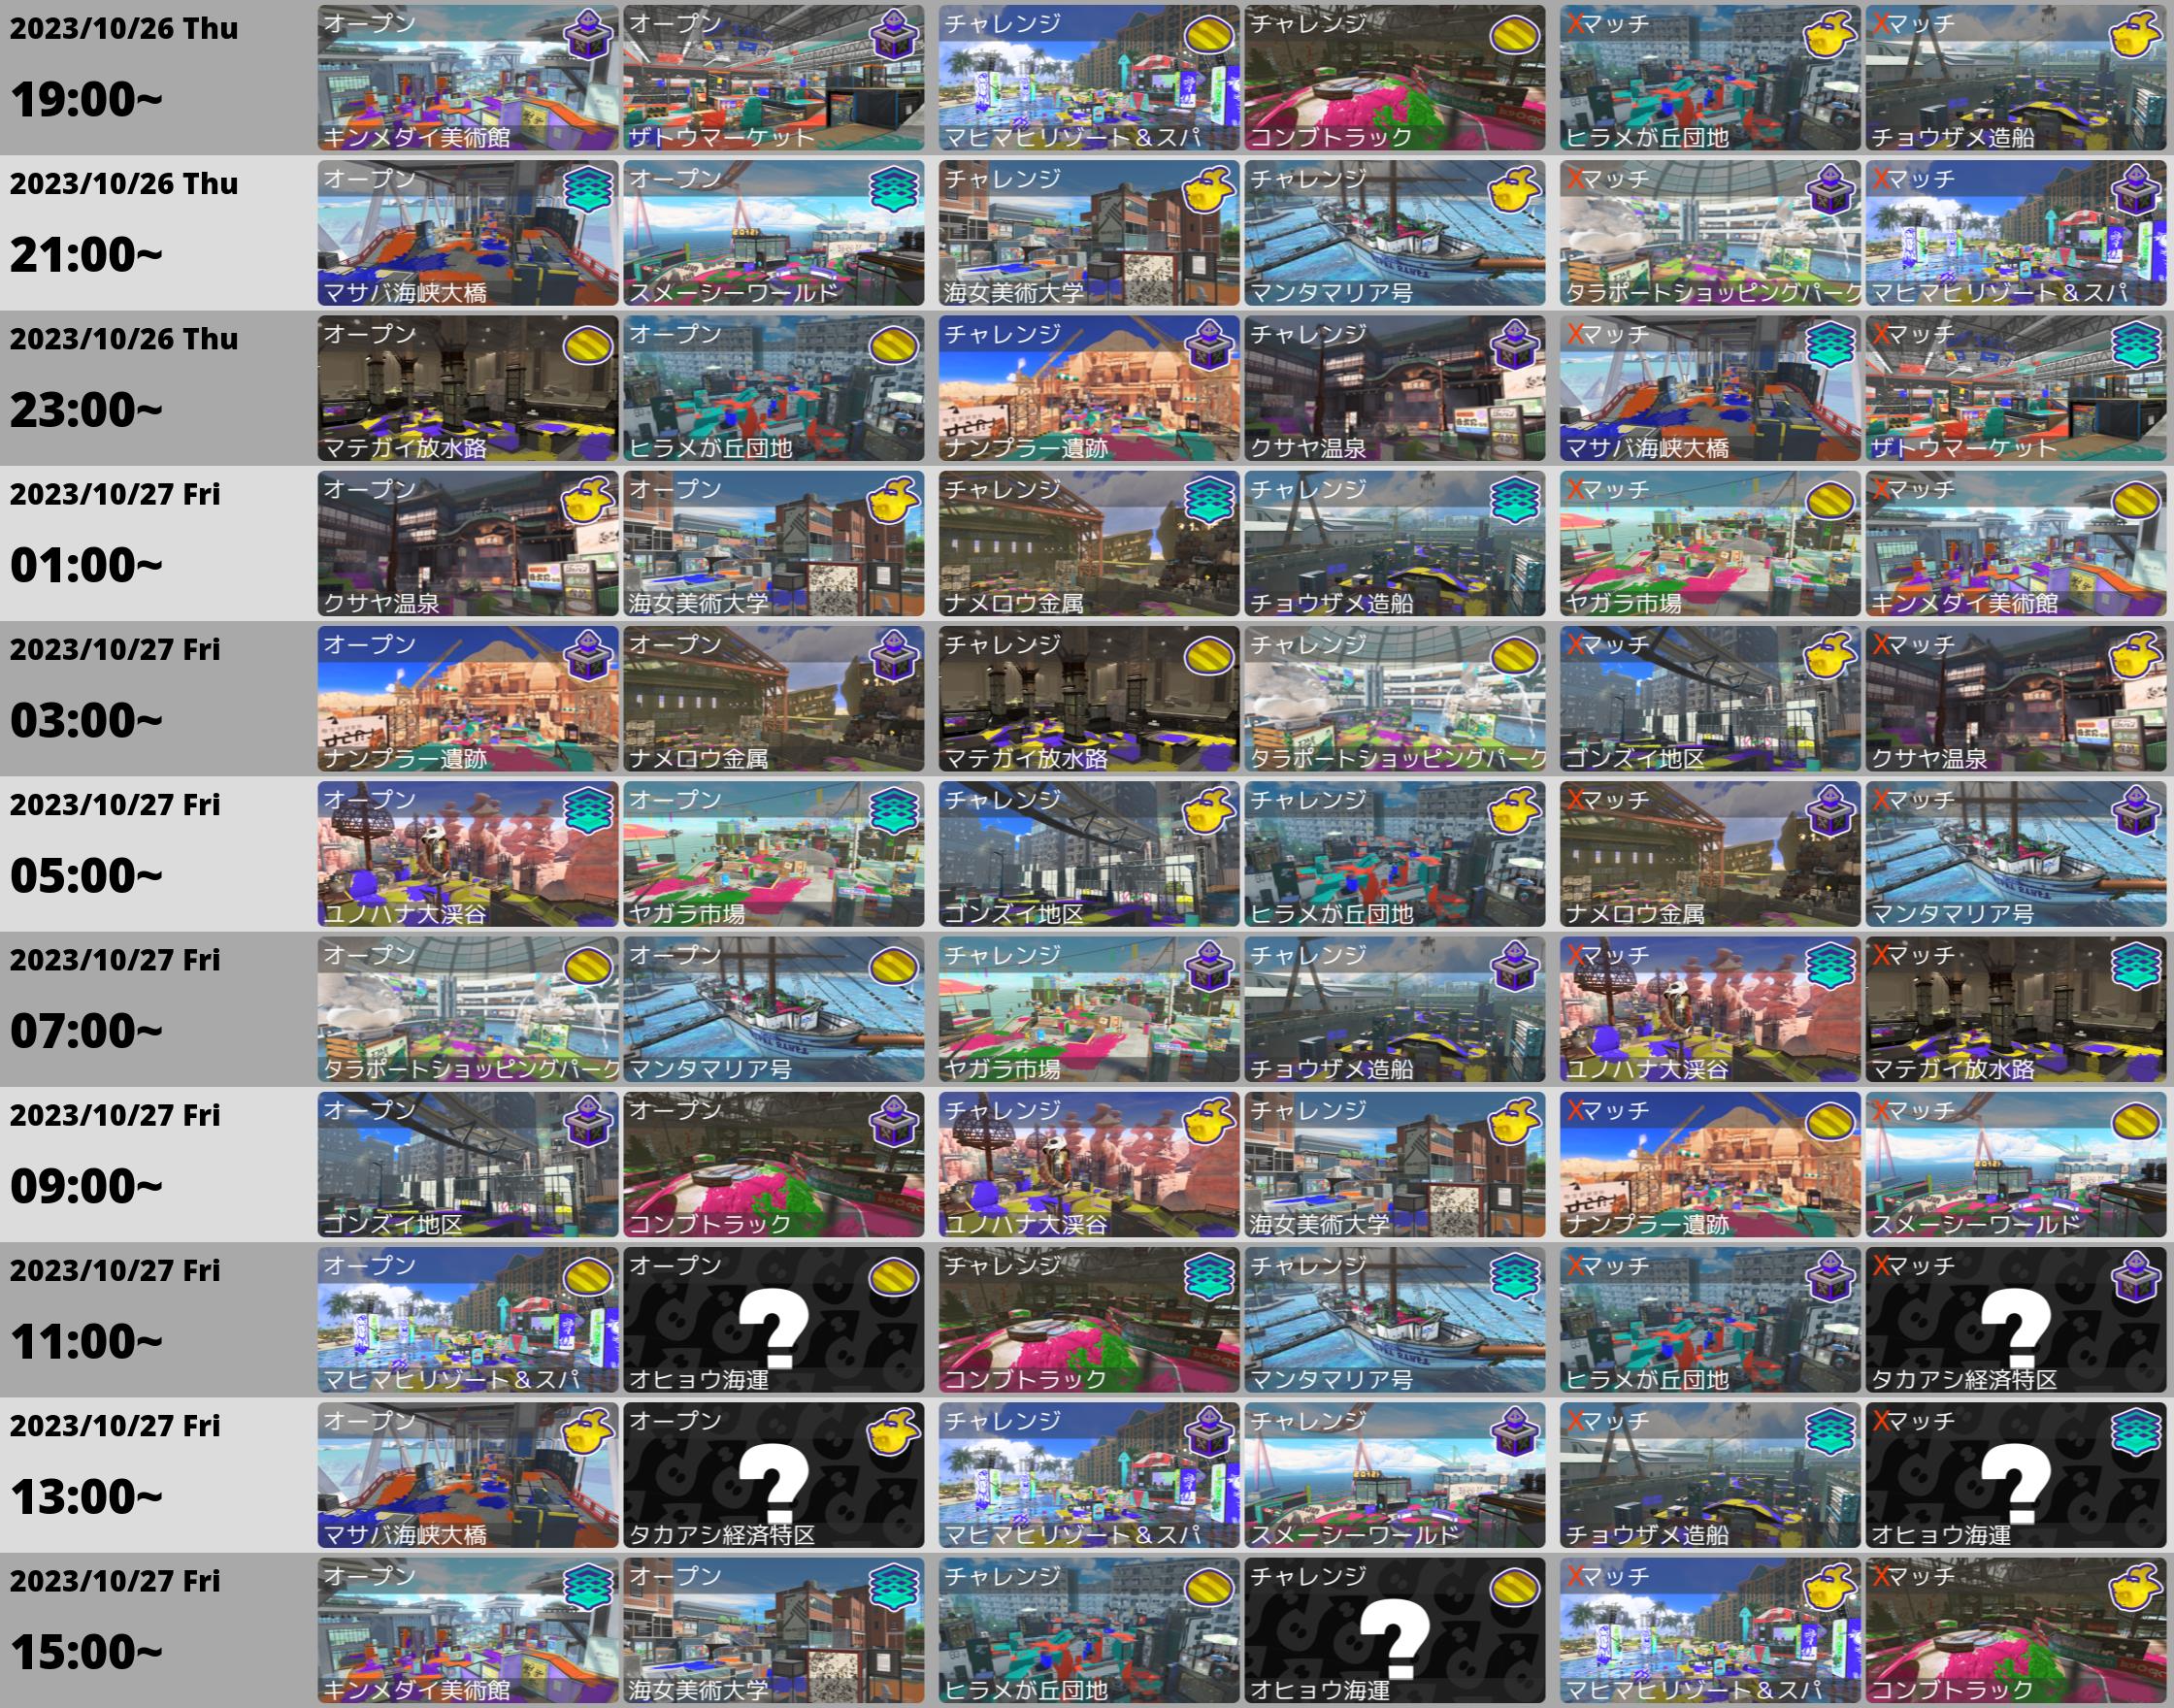 2023/10/26 Thu
19:00~
オープン
キンメダイ美術館
オープン
ザトウマーケット
チャレンジ
マヒマヒリゾート&スパ
チャレンジ
コンブトラック
Xマッチ
ヒラメが丘団地
Xマッチ
チョウザメ造船
2023/10/26 Thu
21:00~
オープン
マサバ海峡大橋
オープン
スメーシーワールド
チャレンジ
海女美術大学
チャレンジ
マンタマリア号
Xマッチ
タラポートショッピングパーク
Xマッチ
マヒマヒリゾート&スパ
2023/10/26 Thu
23:00~
オープン
マテガイ放水路
オープン
ヒラメが丘団地
チャレンジ
ナンプラー遺跡
チャレンジ
クサヤ温泉
Xマッチ
マサバ海峡大橋
Xマッチ
ザトウマーケット
2023/10/27 Fri
01:00~
オープン
クサヤ温泉
オープン
海女美術大学
チャレンジ
ナメロウ金属
チャレンジ
チョウザメ造船
Xマッチ
ヤガラ市場
Xマッチ
キンメダイ美術館
2023/10/27 Fri
03:00~
オープン
ナンプラー遺跡
オープン
ナメロウ金属
チャレンジ
マテガイ放水路
チャレンジ
タラポートショッピングパーク
Xマッチ
ゴンズイ地区
Xマッチ
クサヤ温泉
2023/10/27 Fri
05:00~
オープン
ユノハナ大渓谷
オープン
ヤガラ市場
チャレンジ
ゴンズイ地区
チャレンジ
ヒラメが丘団地
Xマッチ
ナメロウ金属
Xマッチ
マンタマリア号
2023/10/27 Fri
07:00~
オープン
タラポートショッピングパーク
オープン
マンタマリア号
チャレンジ
ヤガラ市場
チャレンジ
チョウザメ造船
Xマッチ
ユノハナ大渓谷
Xマッチ
マテガイ放水路
2023/10/27 Fri
09:00~
オープン
ゴンズイ地区
オープン
コンブトラック
チャレンジ
ユノハナ大渓谷
チャレンジ
海女美術大学
Xマッチ
ナンプラー遺跡
Xマッチ
スメーシーワールド
2023/10/27 Fri
11:00~
オープン
マヒマヒリゾート&スパ
オープン
?
オヒョウ海運
チャレンジ
コンブトラック
チャレンジ
マンタマリア号
Xマッチ
ヒラメが丘団地
Xマッチ
?
タカアシ経済特区
2023/10/27 Fri
13:00~
オープン
マサバ海峡大橋
オープン
?
タカアシ経済特区
チャレンジ
マヒマヒリゾート&スパ
チャレンジ
スメーシーワールド
Xマッチ
チョウザメ造船
Xマッチ
?
オヒョウ海運
2023/10/27 Fri
15:00~
オープン
キンメダイ美術館
オープン
海女美術大学
チャレンジ
ヒラメが丘団地
チャレンジ
?
オヒョウ海運
Xマッチ
マヒマヒリゾート&スパ
Xマッチ
コンブトラック